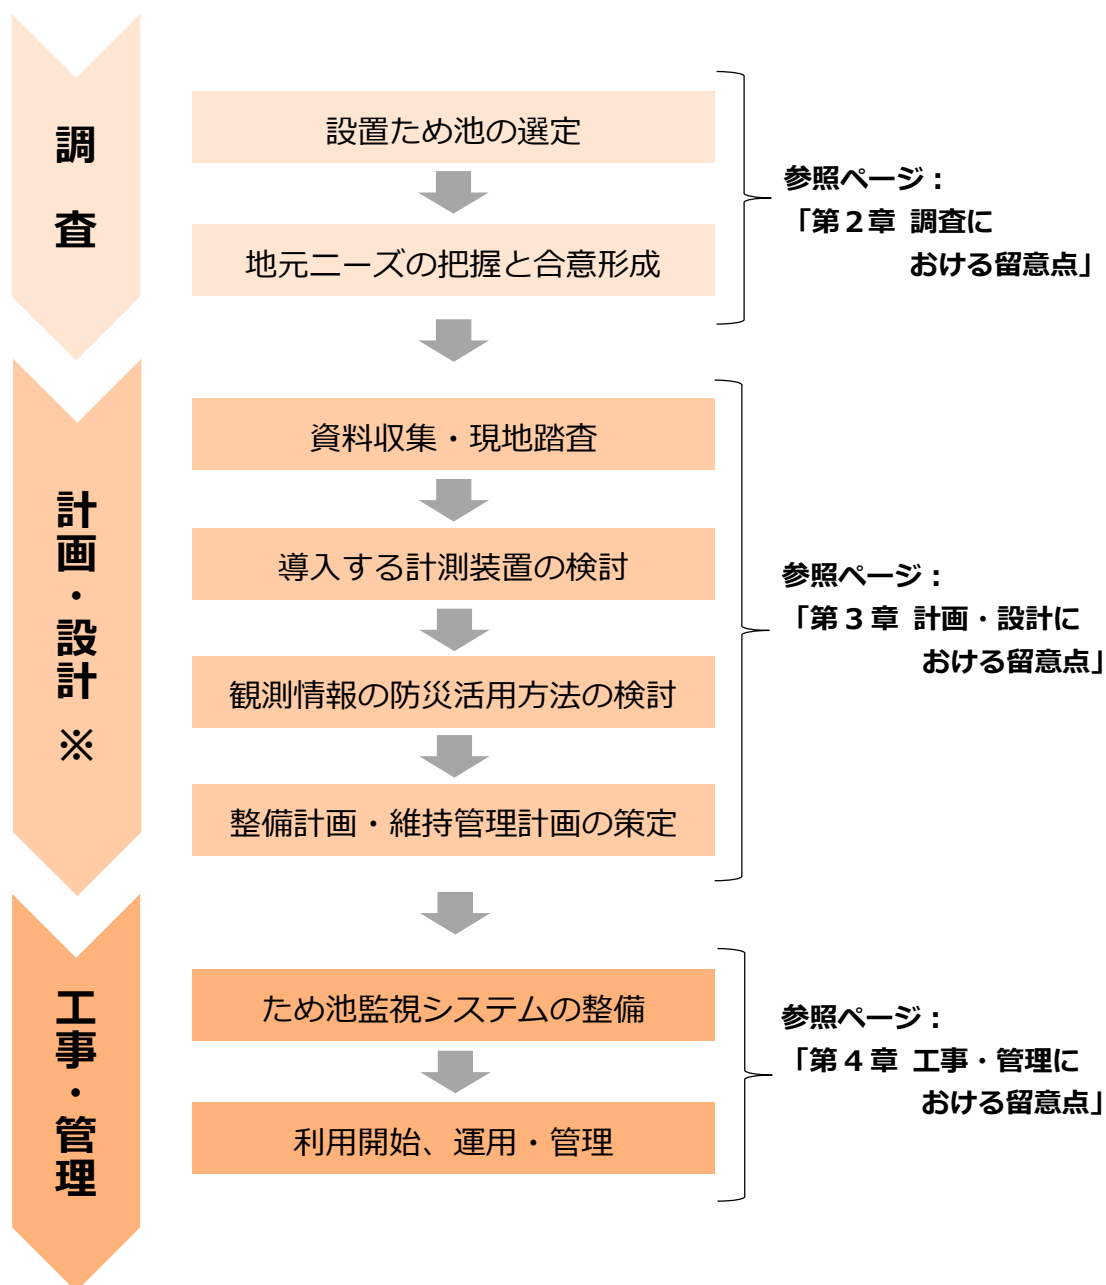 調　査
設置ため池の選定
地元ニーズの把握と合意形成
参照ページ：
「第２章 調査に
おける留意点」
計画・設計 ※
資料収集・現地踏査
導入する計測装置の検討
観測情報の防災活用方法の検討
整備計画・維持管理計画の策定
参照ページ：
「第３章 計画・設計に
おける留意点」
工事・管理
ため池監視システムの整備
利用開始、運用・管理
参照ページ：
「第４章 工事・管理に
おける留意点」